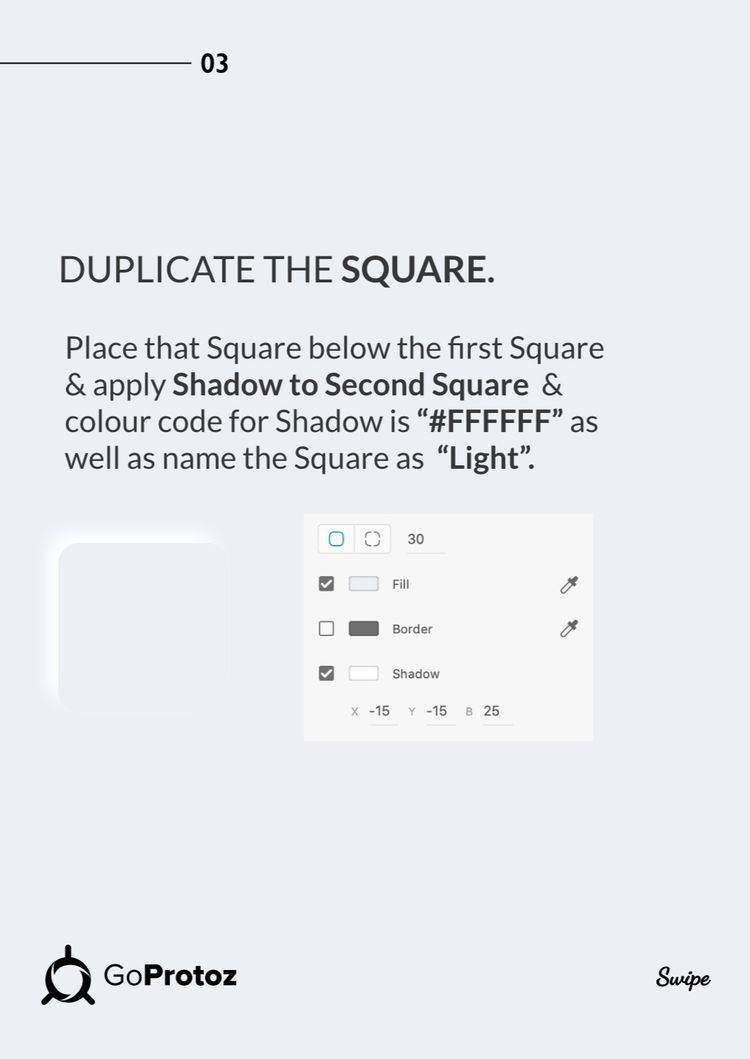 03
DUPLICATE THE SQUARE.
Place that Square below the first Square
& apply Shadow to Second Square &
colour code for Shadow is “#FFFFFF” as
well as name the Square as “Light”.
30
Fill
Border
Shadow
X -15 Y -15 B 25
GoProtoz
Swipe